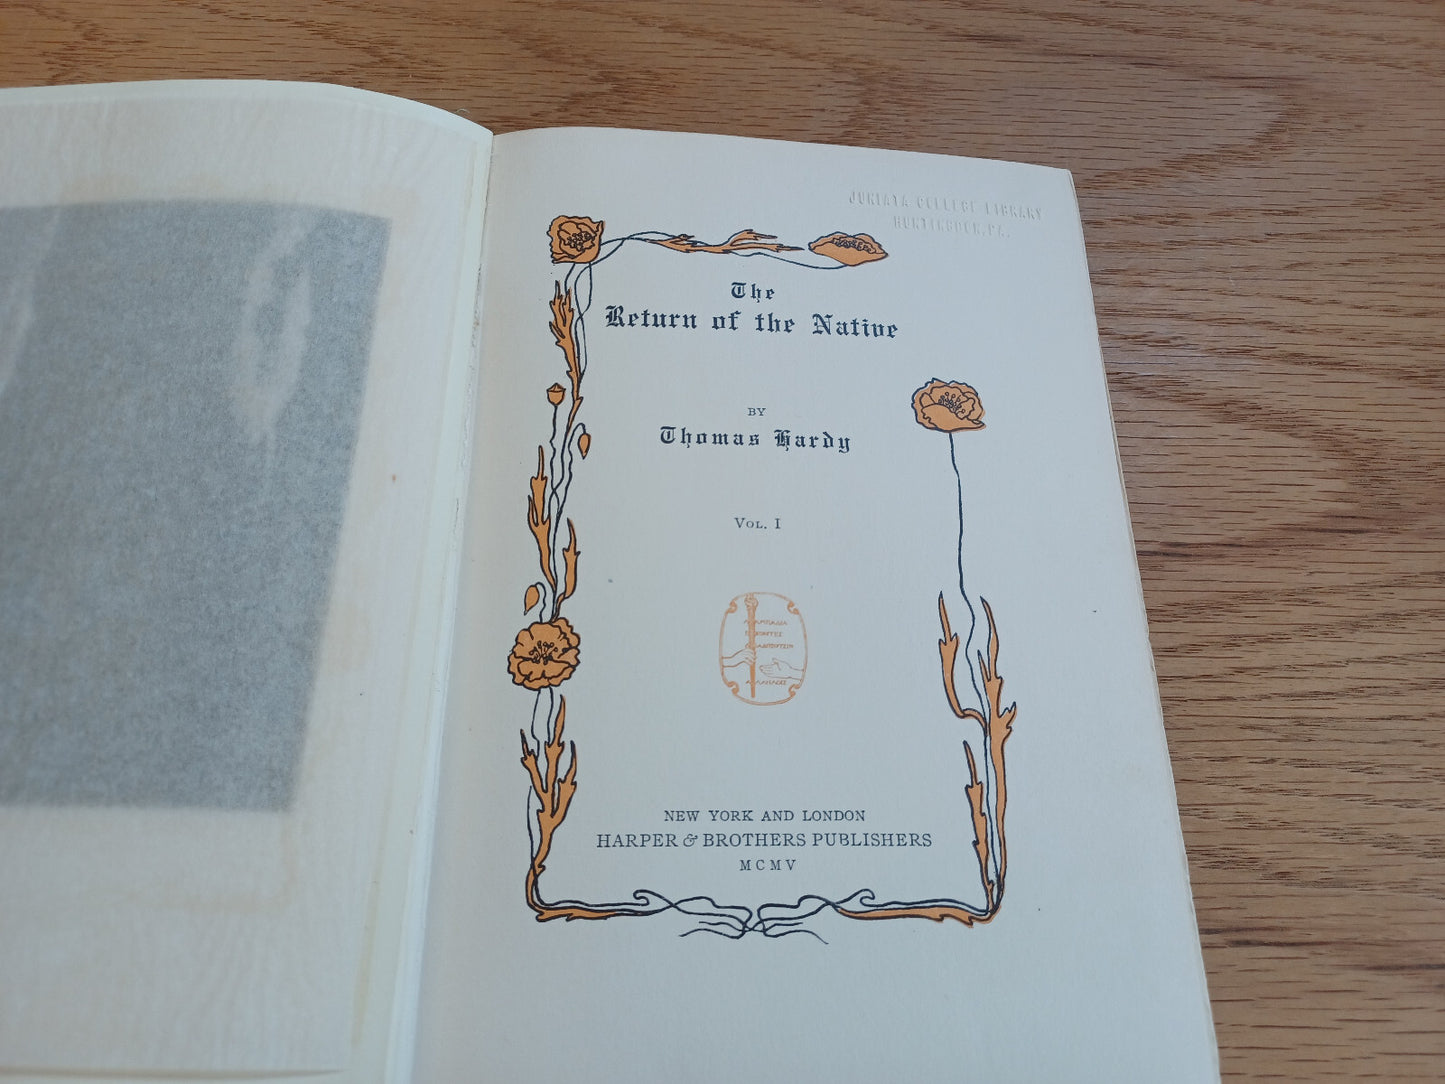 JUNIATA COLLEGE LIBRARY
HUNTINGDON, PA.
The
Return of the Native
BY
Thomas Hardy
VOL. I
NEW YORK AND LONDON
HARPER & BROTHERS PUBLISHERS
MCMV